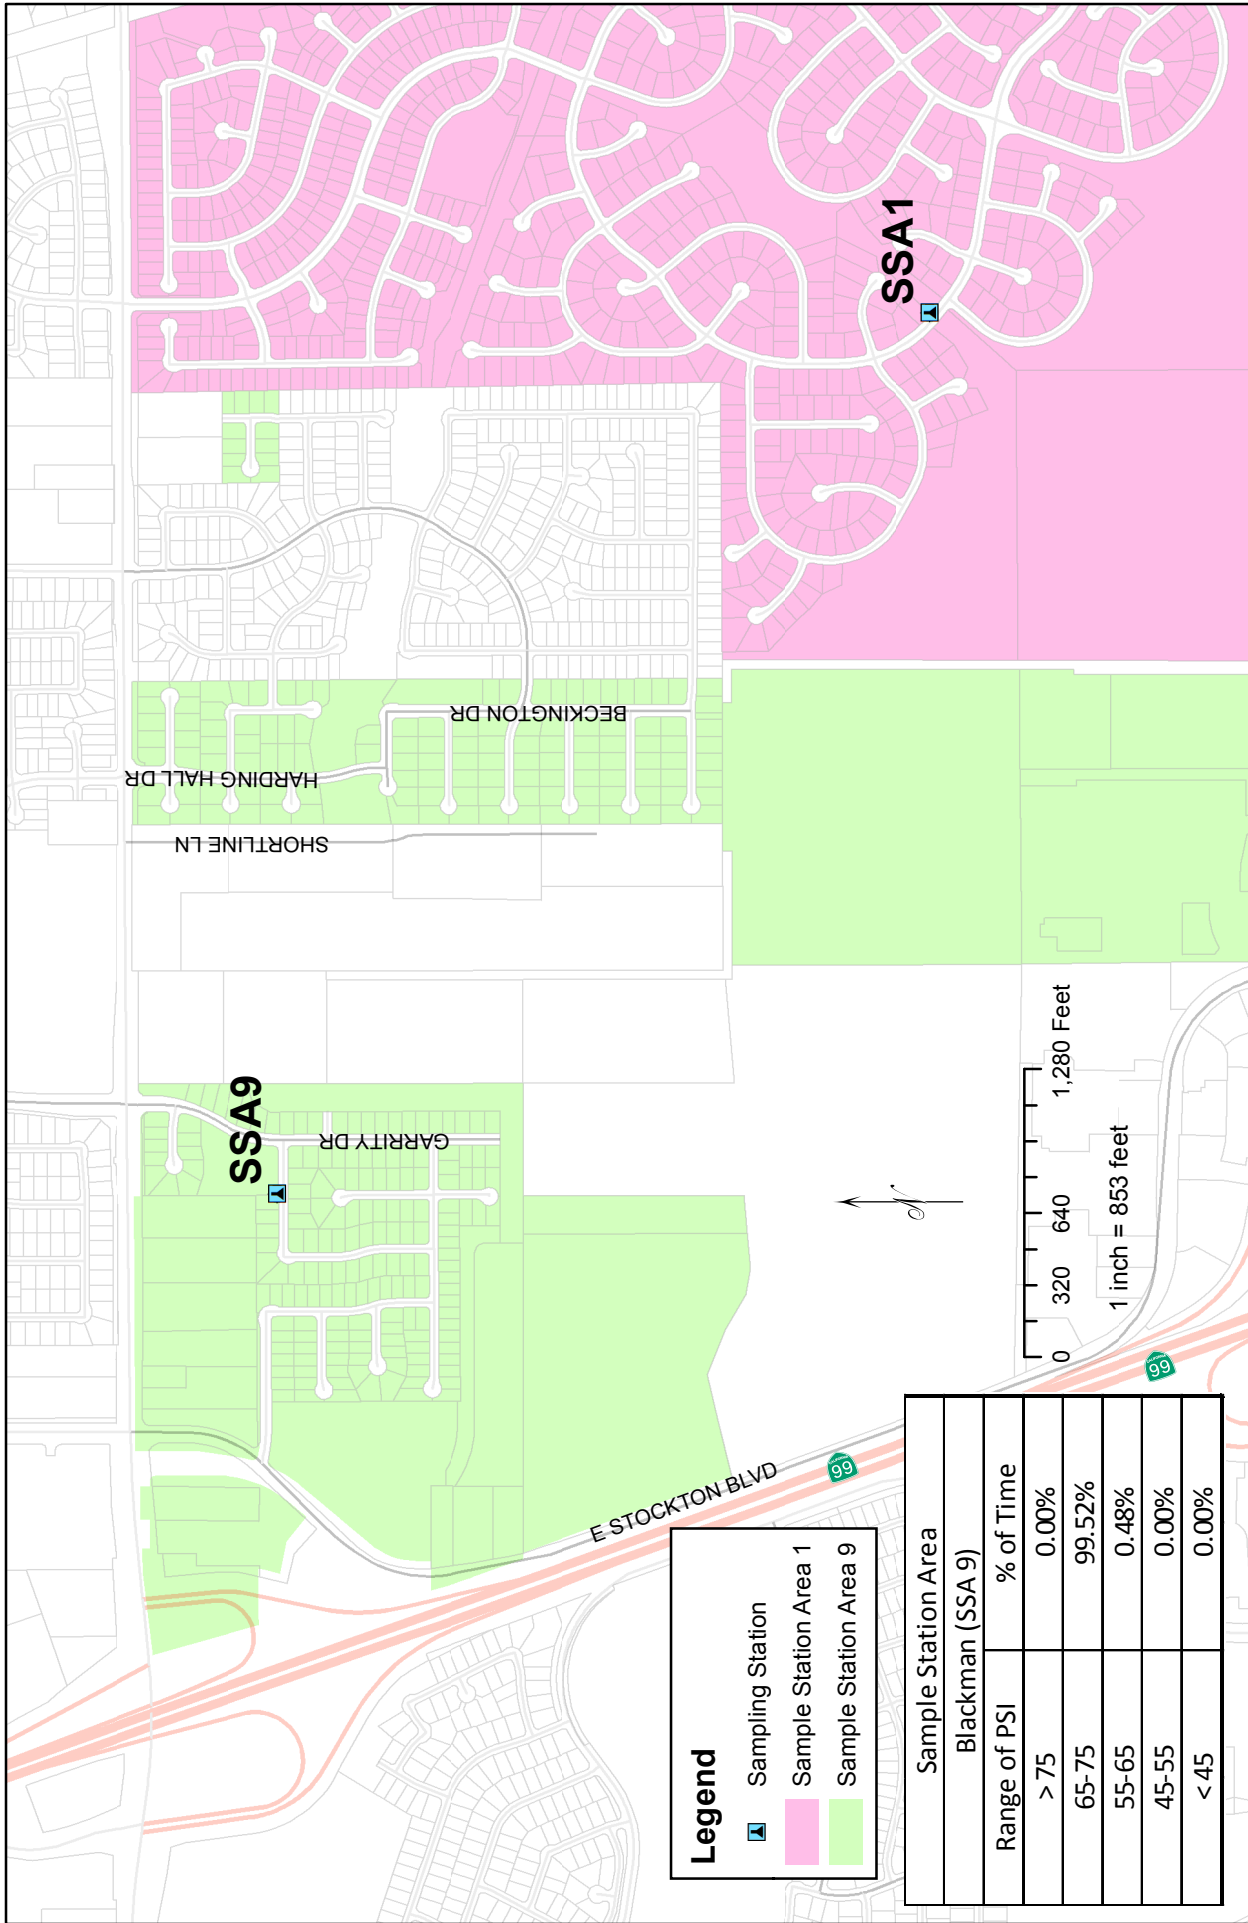 SSA9
SSA1
HARDING HALL DR
BECKINGTON DR
SHORTLINE LN
GARRITY DR
E STOCKTON BLVD
99
99
Legend
Sampling Station
Sample Station Area 1
Sample Station Area 9
0 320 640 1,280 Feet
1 inch = 853 feet
Sample Station Area
Blackman (SSA 9)
Range of PSI % of Time
>75 0.00%
65-75 99.52%
55-65 0.48%
45-55 0.00%
<45 0.00%